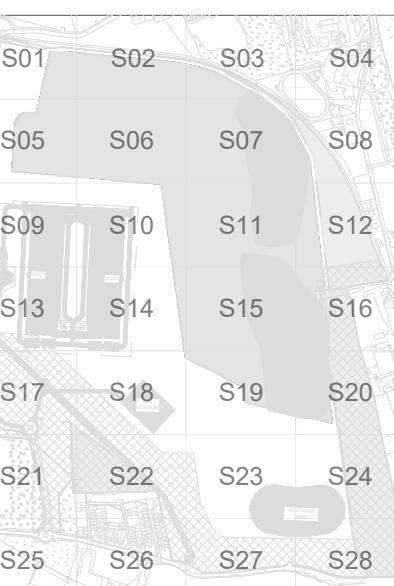 S01 S02 S03 S04
S05 S06 S07 S08
S09 S10 S11 S12
S13 S14 S15 S16
S17 S18 S19 S20
S21 S22 S23 S24
S25 S26 S27 S28